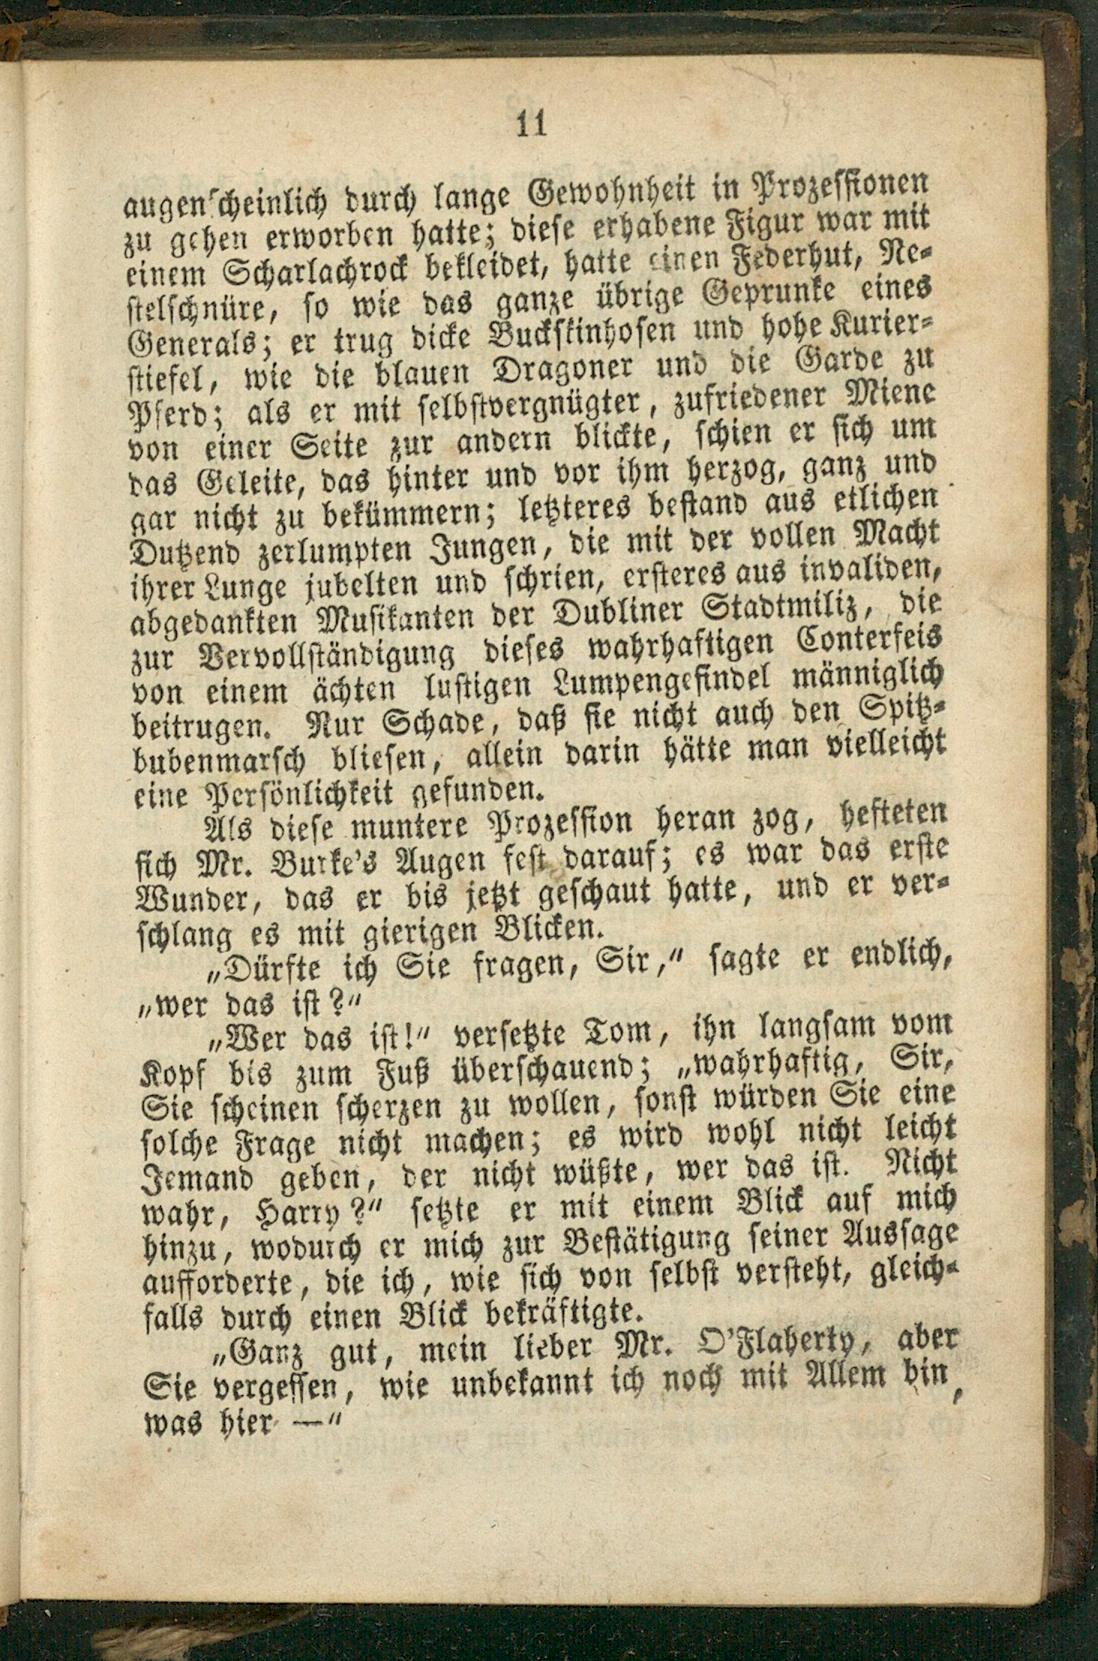 11
augenscheinlich durch lange Gewohnheit in Prozessionen
zu gehen erworben hatte; diese erhabene Figur war mit
einem Scharlachrock bekleidet, hatte einen Federhut, Ne-
stelschnüre, so wie das ganze übrige Geprunke eines
Generals; er trug dicke Buckskinhosen und hohe Kurier-
stiefel, wie die blauen Dragoner und die Garde zu
Pferd; als er mit selbstvergnügter, zufriedener Miene
von einer Seite zur andern blickte, schien er sich um
das Geleite, das hinter und vor ihm herzog, ganz und
gar nicht zu bekümmern; letzteres bestand aus etlichen
Dutzend zerlumpten Jungen, die mit der vollen Macht
ihrer Lunge jubelten und schrien, ersteres aus invaliden,
abgedankten Musikanten der Dubliner Stadtmiliz, die
zur Vervollständigung dieses wahrhaftigen Conterfeis
von einem ächten lustigen Lumpengesindel männiglich
beitrugen. Nur Schade, daß sie nicht auch den Spitz-
bubenmarsch bliesen, allein darin hätte man vielleicht
eine Persönlichkeit gefunden.
Als diese muntere Prozession heran zog, hefteten
sich Mr. Burke's Augen fest darauf; es war das erste
Wunder, das er bis jetzt geschaut hatte, und er ver-
schlang es mit gierigen Blicken.
„Dürfte ich Sie fragen, Sir,“ sagte er endlich,
„wer das ist?“
„Wer das ist!“ versetzte Tom, ihn langsam vom
Kopf bis zum Fuß überschauend; „wahrhaftig, Sir,
Sie scheinen scherzen zu wollen, sonst würden Sie eine
solche Frage nicht machen; es wird wohl nicht leicht
Jemand geben, der nicht wüßte, wer das ist. Nicht
wahr, Harry?“ setzte er mit einem Blick auf mich
hinzu, wodurch er mich zur Bestätigung seiner Aussage
aufforderte, die ich, wie sich von selbst versteht, gleich-
falls durch einen Blick bekräftigte.
„Ganz gut, mein lieber Mr. O'Flaherty, aber
Sie vergessen, wie unbekannt ich noch mit Allem bin,
was hier —“